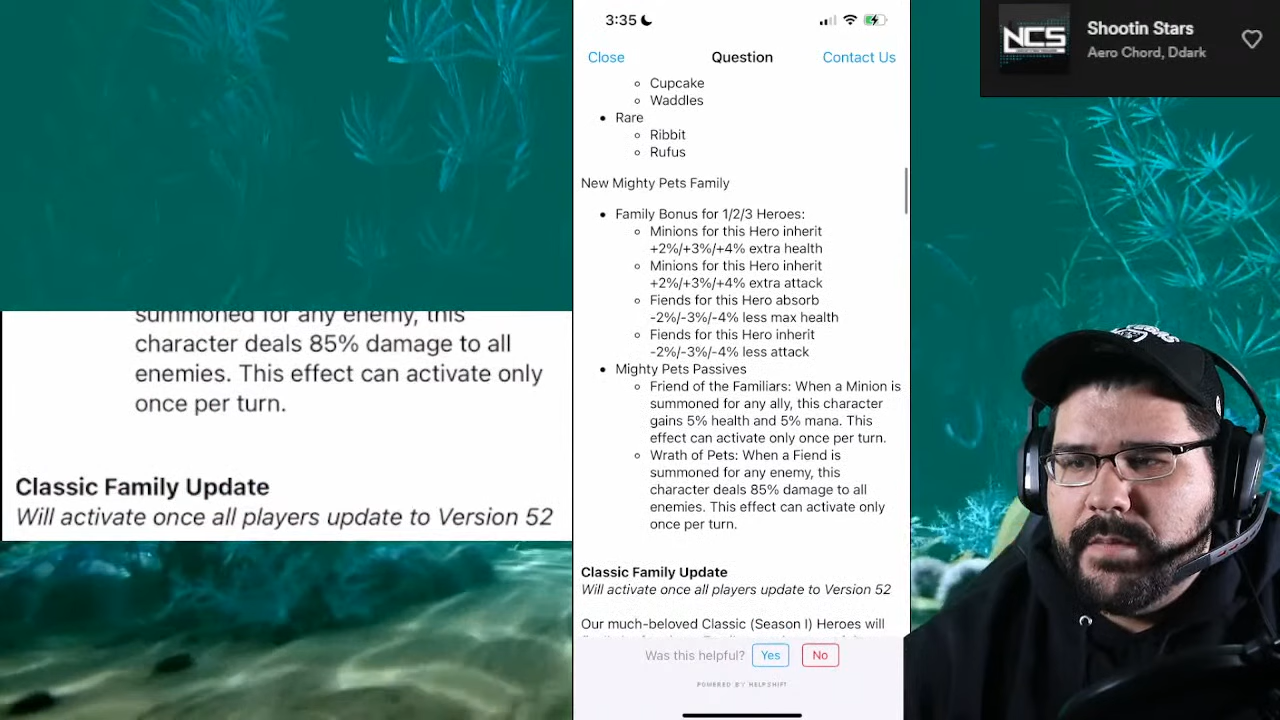 summoned for any enemy, this
character deals 85% damage to all
enemies. This effect can activate only
once per turn.
Classic Family Update
Will activate once all players update to Version 52
3:35
Close
Question
Contact Us
Cupcake
Waddles
Rare
Ribbit
Rufus
New Mighty Pets Family
Family Bonus for 1/2/3 Heroes:
Minions for this Hero inherit
+2%/+3%/+4% extra health
Minions for this Hero inherit
+2%/+3%/+4% extra attack
Fiends for this Hero absorb
-2%/-3%/-4% less max health
Fiends for this Hero inherit
-2%/-3%/-4% less attack
Mighty Pets Passives
Friend of the Familiars: When a Minion is
summoned for any ally, this character
gains 5% health and 5% mana. This
effect can activate only once per turn.
Wrath of Pets: When a Fiend is
summoned for any enemy, this
character deals 85% damage to all
enemies. This effect can activate only
once per turn.
Classic Family Update
Will activate once all players update to Version 52
Our much-beloved Classic (Season I) Heroes will
Was this helpful?
Yes
No
POWERED BY HELPSHIFT
NCS
Shootin Stars
Aero Chord, Ddark